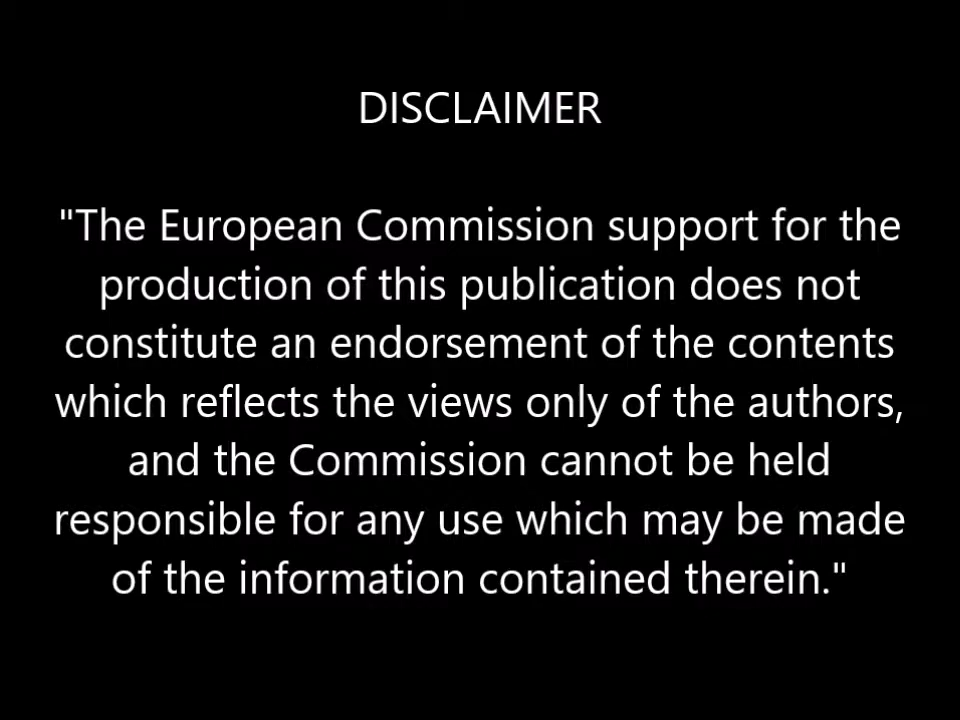 DISCLAIMER
"The European Commission support for the
production of this publication does not
constitute an endorsement of the contents
which reflects the views only of the authors,
and the Commission cannot be held
responsible for any use which may be made
of the information contained therein."